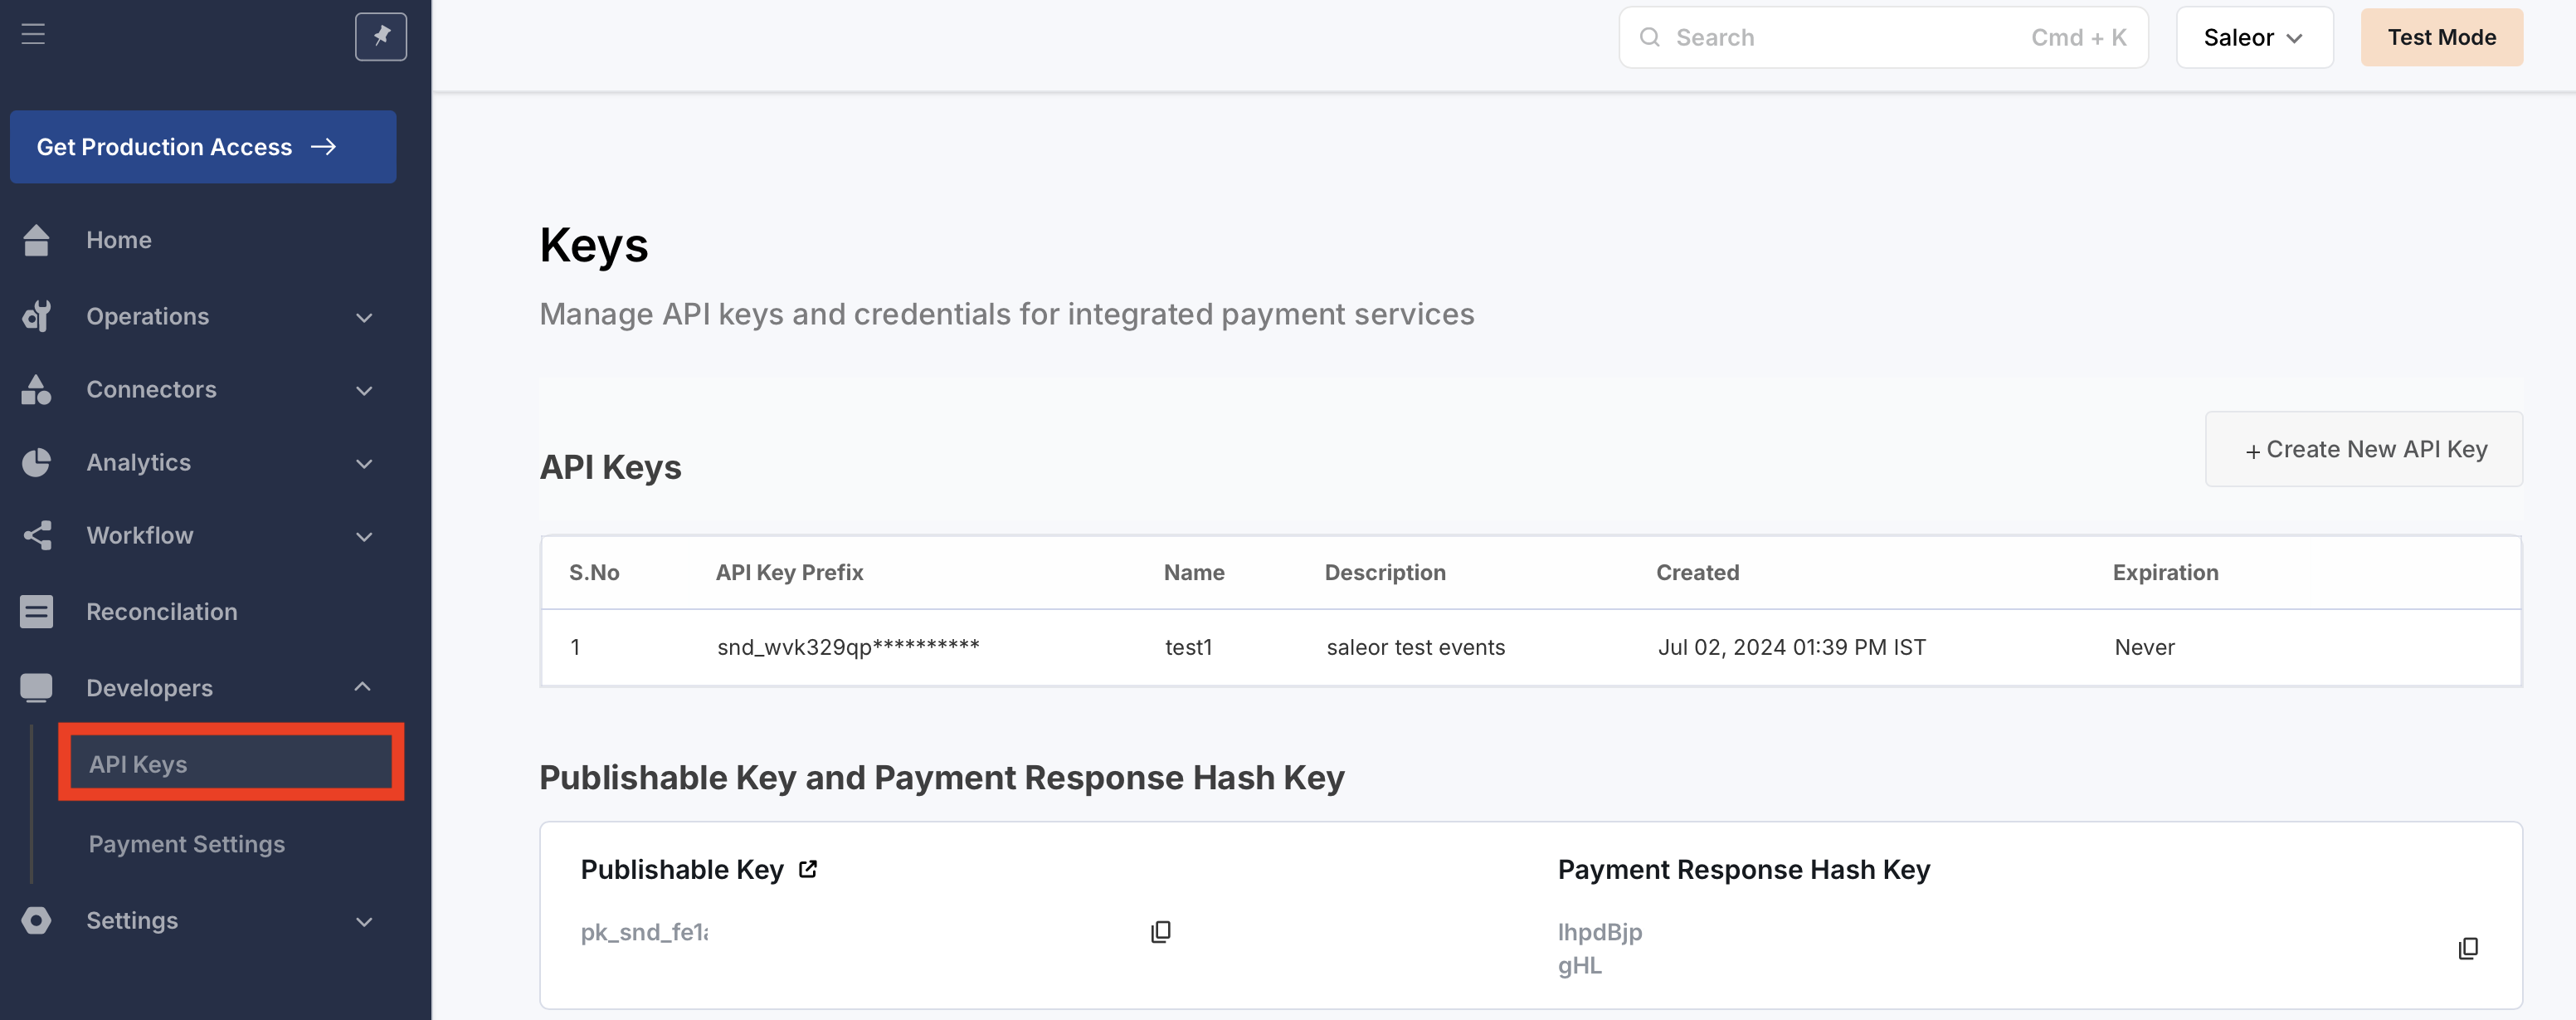 Search Cmd + K
Saleor
Test Mode
Get Production Access
Home
Operations
Connectors
Analytics
Workflow
Reconcilation
Developers
API Keys
Payment Settings
Settings
Keys
Manage API keys and credentials for integrated payment services
API Keys
+ Create New API Key
S.No API Key Prefix Name Description Created Expiration
1 snd_wvk329qp********** test1 saleor test events Jul 02, 2024 01:39 PM IST Never
Publishable Key and Payment Response Hash Key
Publishable Key
pk_snd_fe1
Payment Response Hash Key
lhpdBjp
gHL